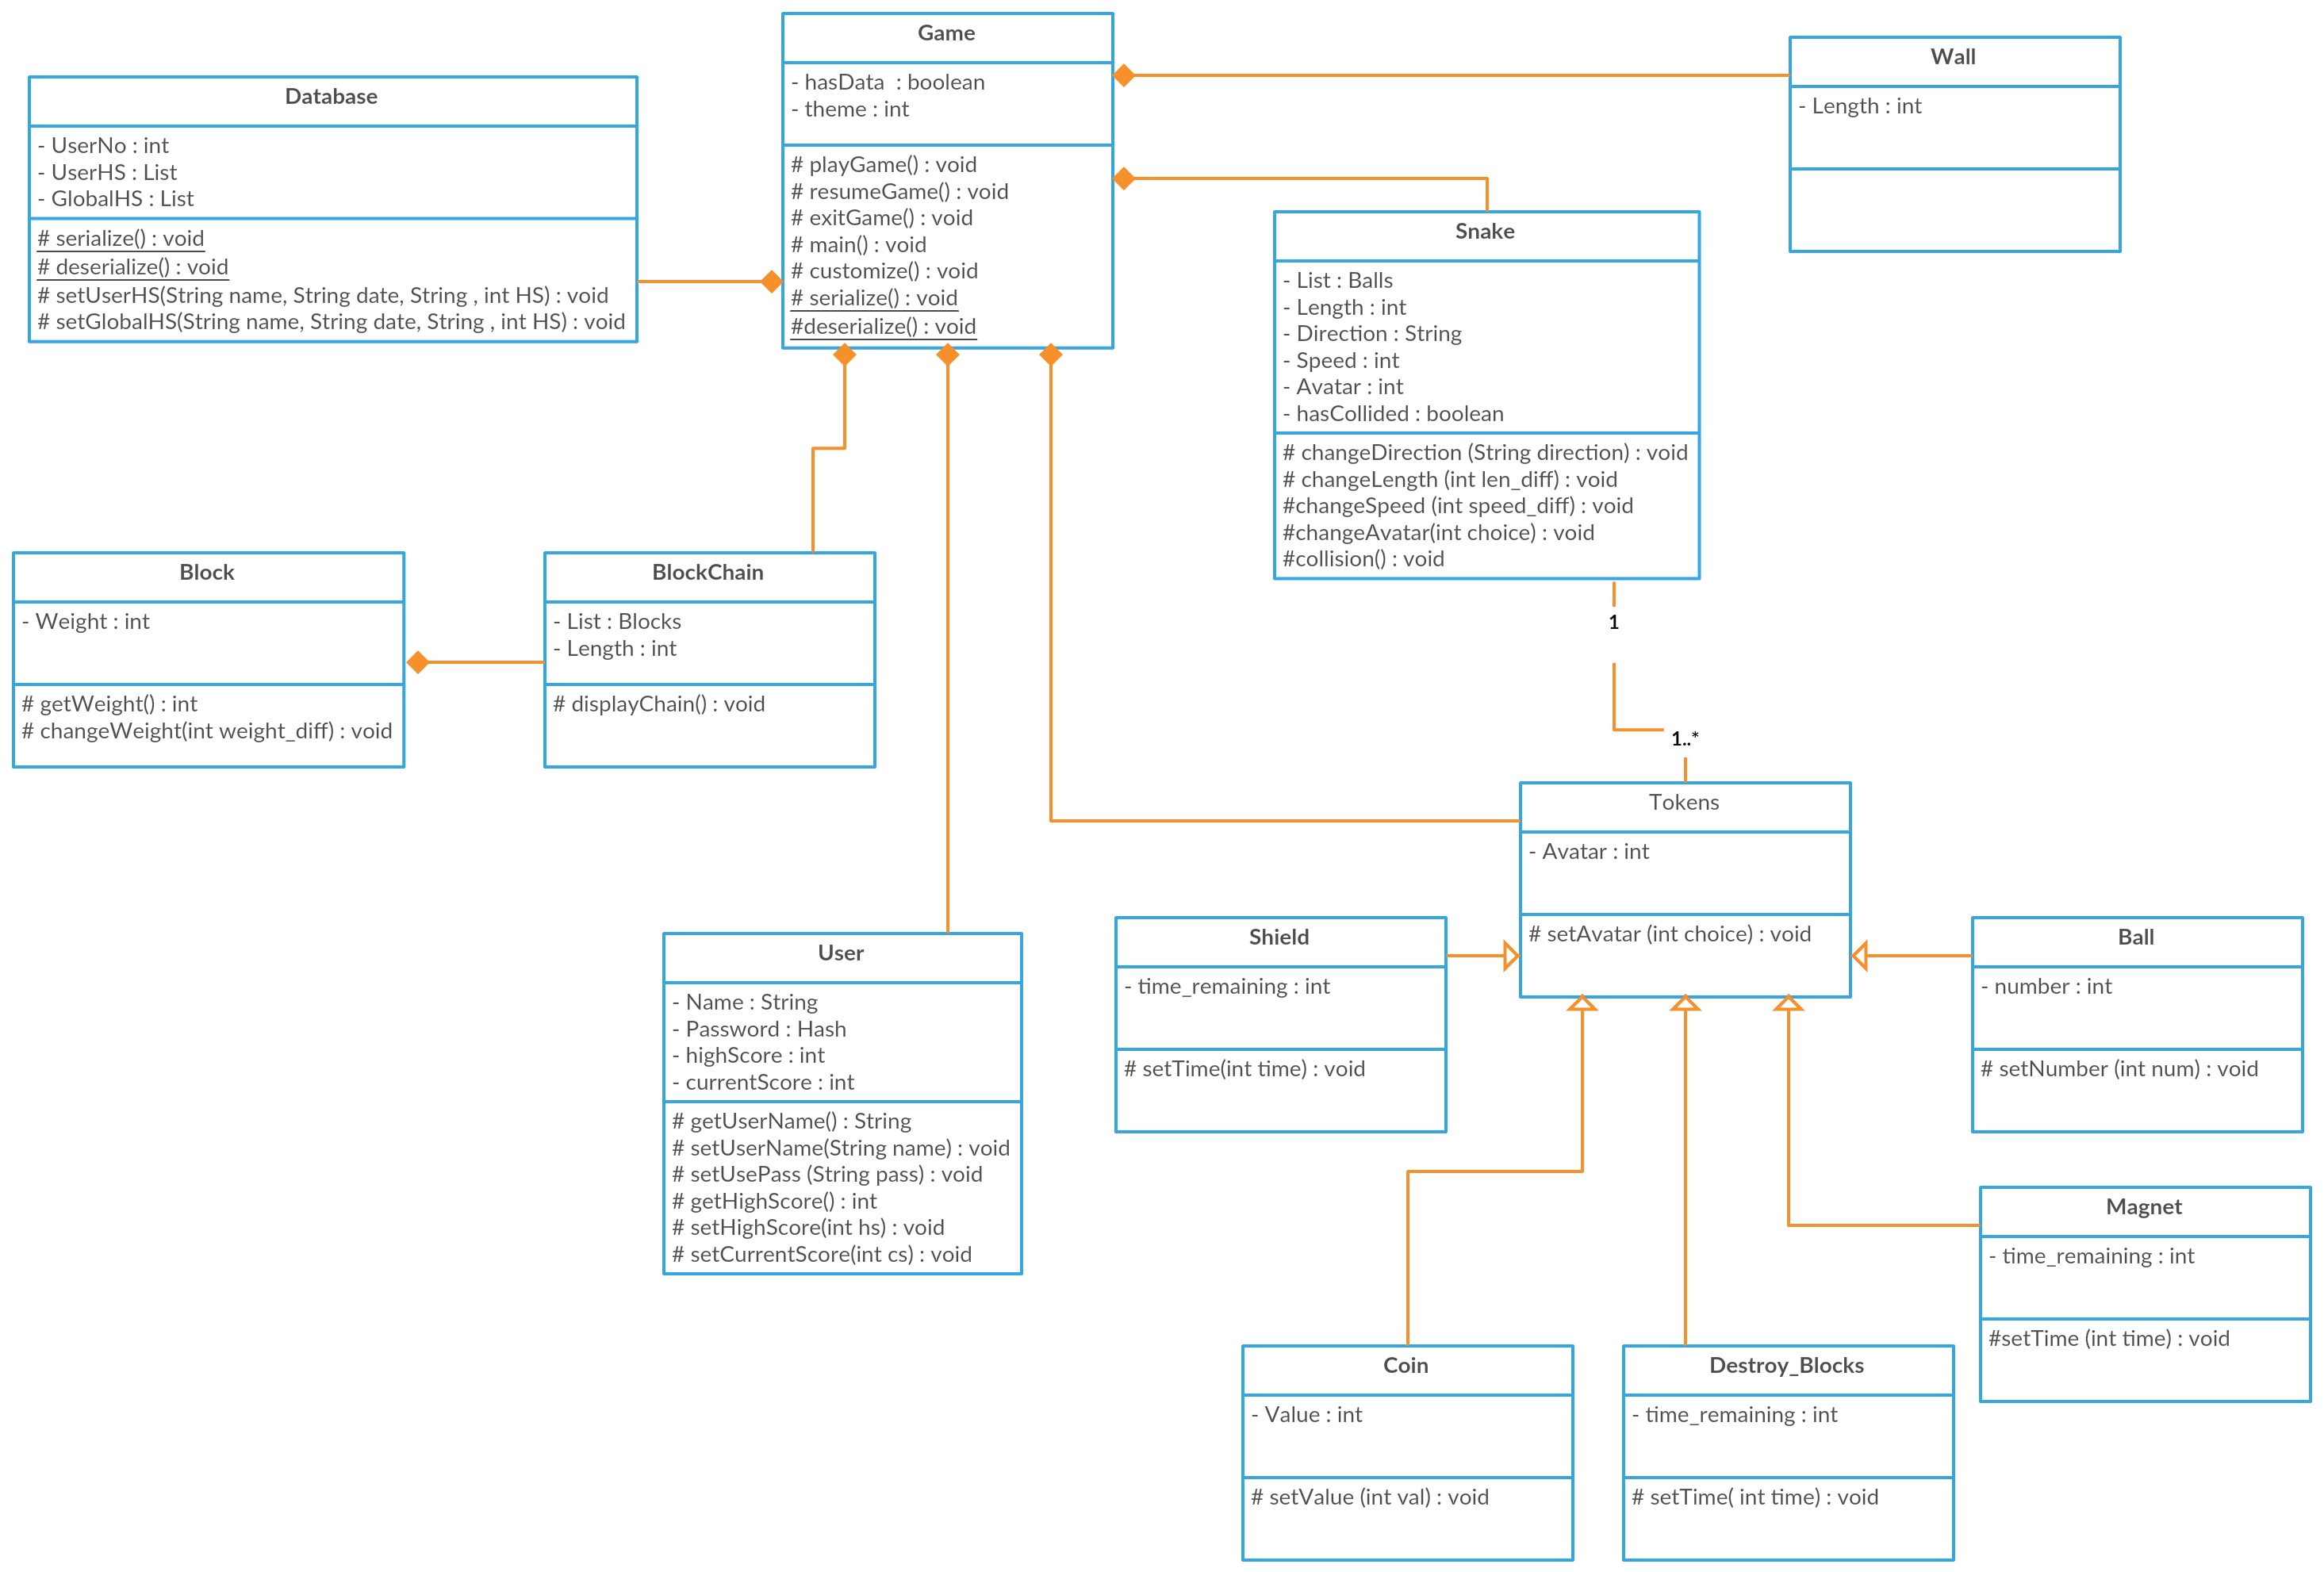 Game
- hasData  : boolean
- theme : int
# playGame() : void
# resumeGame() : void
# exitGame() : void
# main() : void
# customize() : void
# serialize() : void
#deserialize() : void
Wall
- Length : int
Database
- UserNo : int
- UserHS : List
- GlobalHS : List
# serialize() : void
# deserialize() : void
# setUserHS(String name, String date, String , int HS) : void
# setGlobalHS(String name, String date, String , int HS) : void
Snake
- List : Balls
- Length : int
- Direction : String
- Speed : int
- Avatar : int
- hasCollided : boolean
# changeDirection (String direction) : void
# changeLength (int len_diff) : void
#changeSpeed (int speed_diff) : void
#changeAvatar(int choice) : void
#collision() : void
Block
- Weight : int
# getWeight() : int
# changeWeight(int weight_diff) : void
BlockChain
- List : Blocks
- Length : int
# displayChain() : void
1
1..*
Tokens
- Avatar : int
# setAvatar (int choice) : void
User
- Name : String
- Password : Hash
- highScore : int
- currentScore : int
# getUserName() : String
# setUserName(String name) : void
# setUsePass (String pass) : void
# getHighScore() : int
# setHighScore(int hs) : void
# setCurrentScore(int cs) : void
Shield
- time_remaining : int
# setTime(int time) : void
Ball
- number : int
# setNumber (int num) : void
Magnet
- time_remaining : int
#setTime (int time) : void
Coin
- Value : int
# setValue (int val) : void
Destroy_Blocks
- time_remaining : int
# setTime( int time) : void